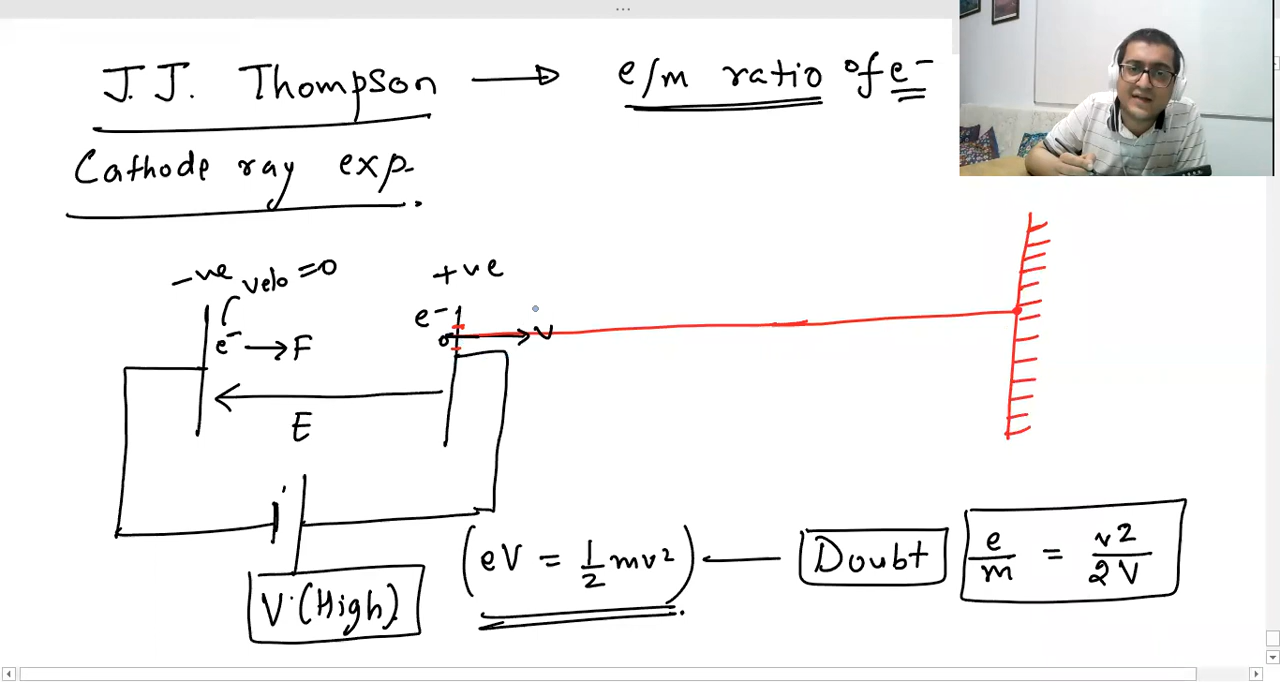 J.J. Thompson → e/m ratio of e⁻
Cathode ray exp.
-ve velo = 0
+ve
e⁻ → F
e⁻
v
E
V (High)
(eV = 1/2 mv²) ← Doubt
e/m = v²/2V